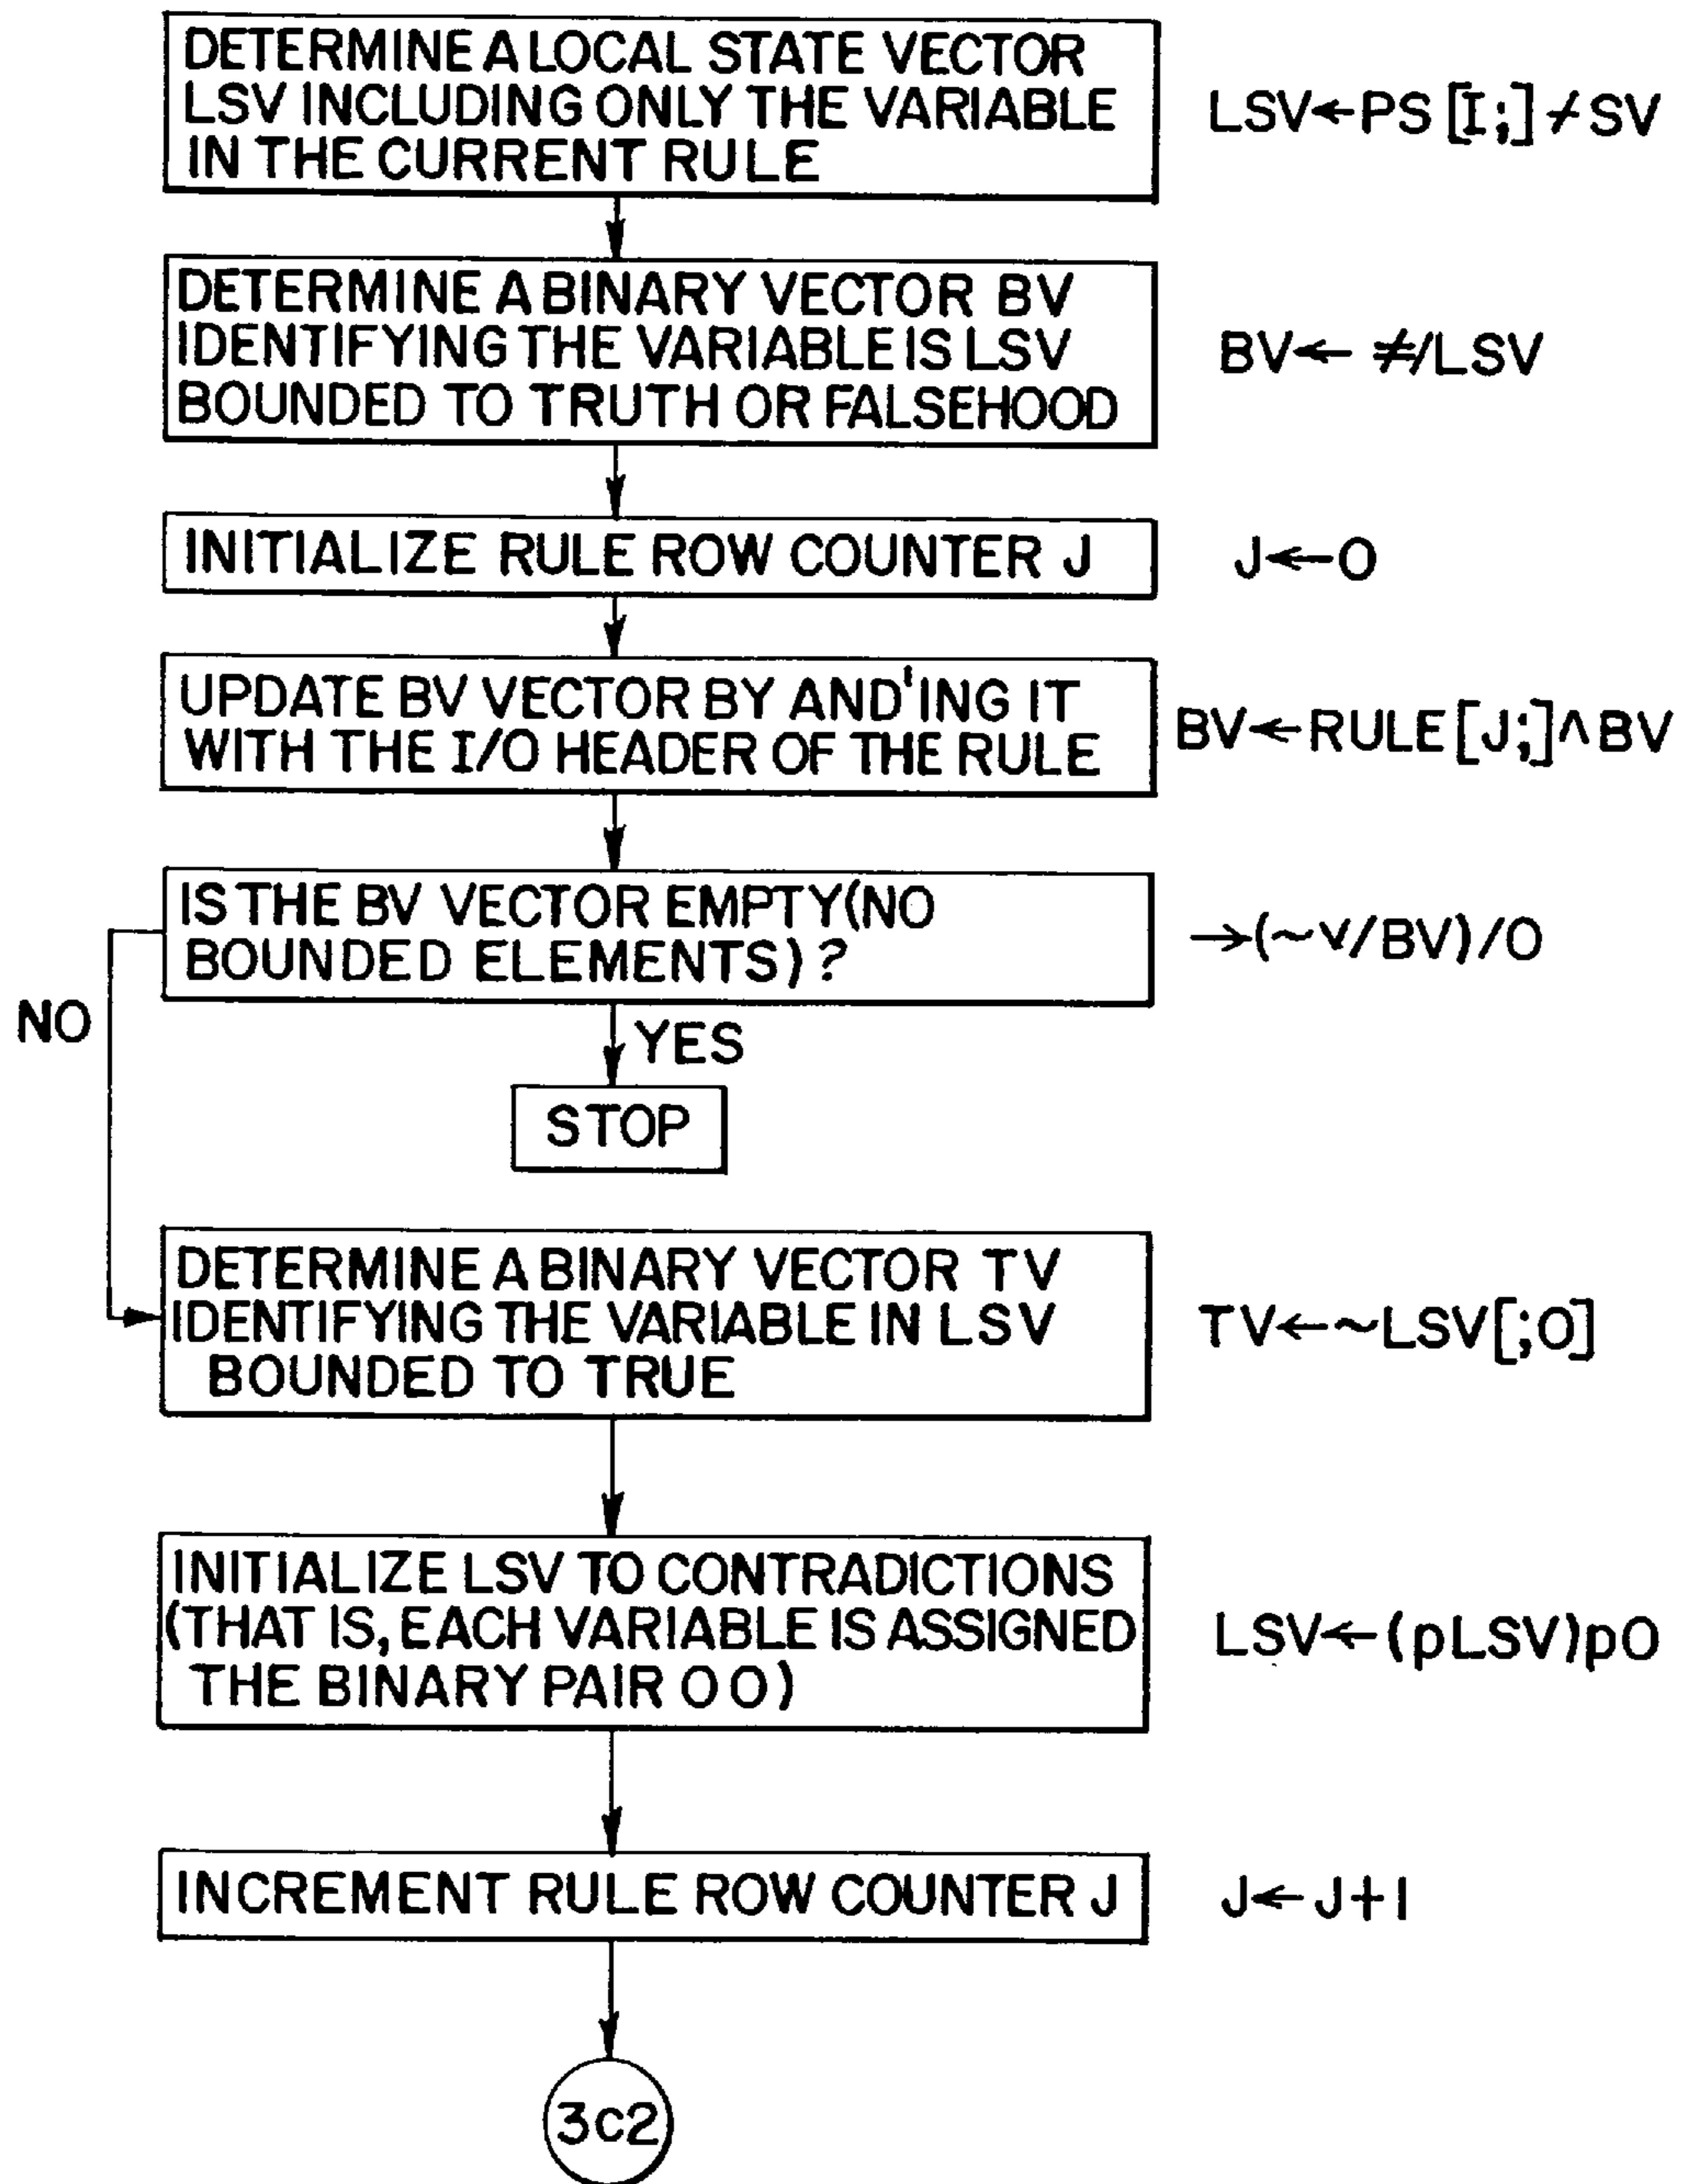 DETERMINE A LOCAL STATE VECTOR
LSV INCLUDING ONLY THE VARIABLE
IN THE CURRENT RULE
LSV←PS[I;]⌿SV
DETERMINE A BINARY VECTOR BV
IDENTIFYING THE VARIABLE IS LSV
BOUNDED TO TRUTH OR FALSEHOOD
BV← ≠/LSV
INITIALIZE RULE ROW COUNTER J
J←0
UPDATE BV VECTOR BY AND'ING IT
WITH THE I/O HEADER OF THE RULE
BV←RULE[J;]∧BV
IS THE BV VECTOR EMPTY(NO
BOUNDED ELEMENTS)?
→(~∨/BV)/0
NO
YES
STOP
DETERMINE A BINARY VECTOR TV
IDENTIFYING THE VARIABLE IN LSV
BOUNDED TO TRUE
TV←~LSV[;0]
INITIALIZE LSV TO CONTRADICTIONS
(THAT IS, EACH VARIABLE IS ASSIGNED
THE BINARY PAIR 0 0)
LSV←(pLSV)p0
INCREMENT RULE ROW COUNTER J
J←J+1
3c2